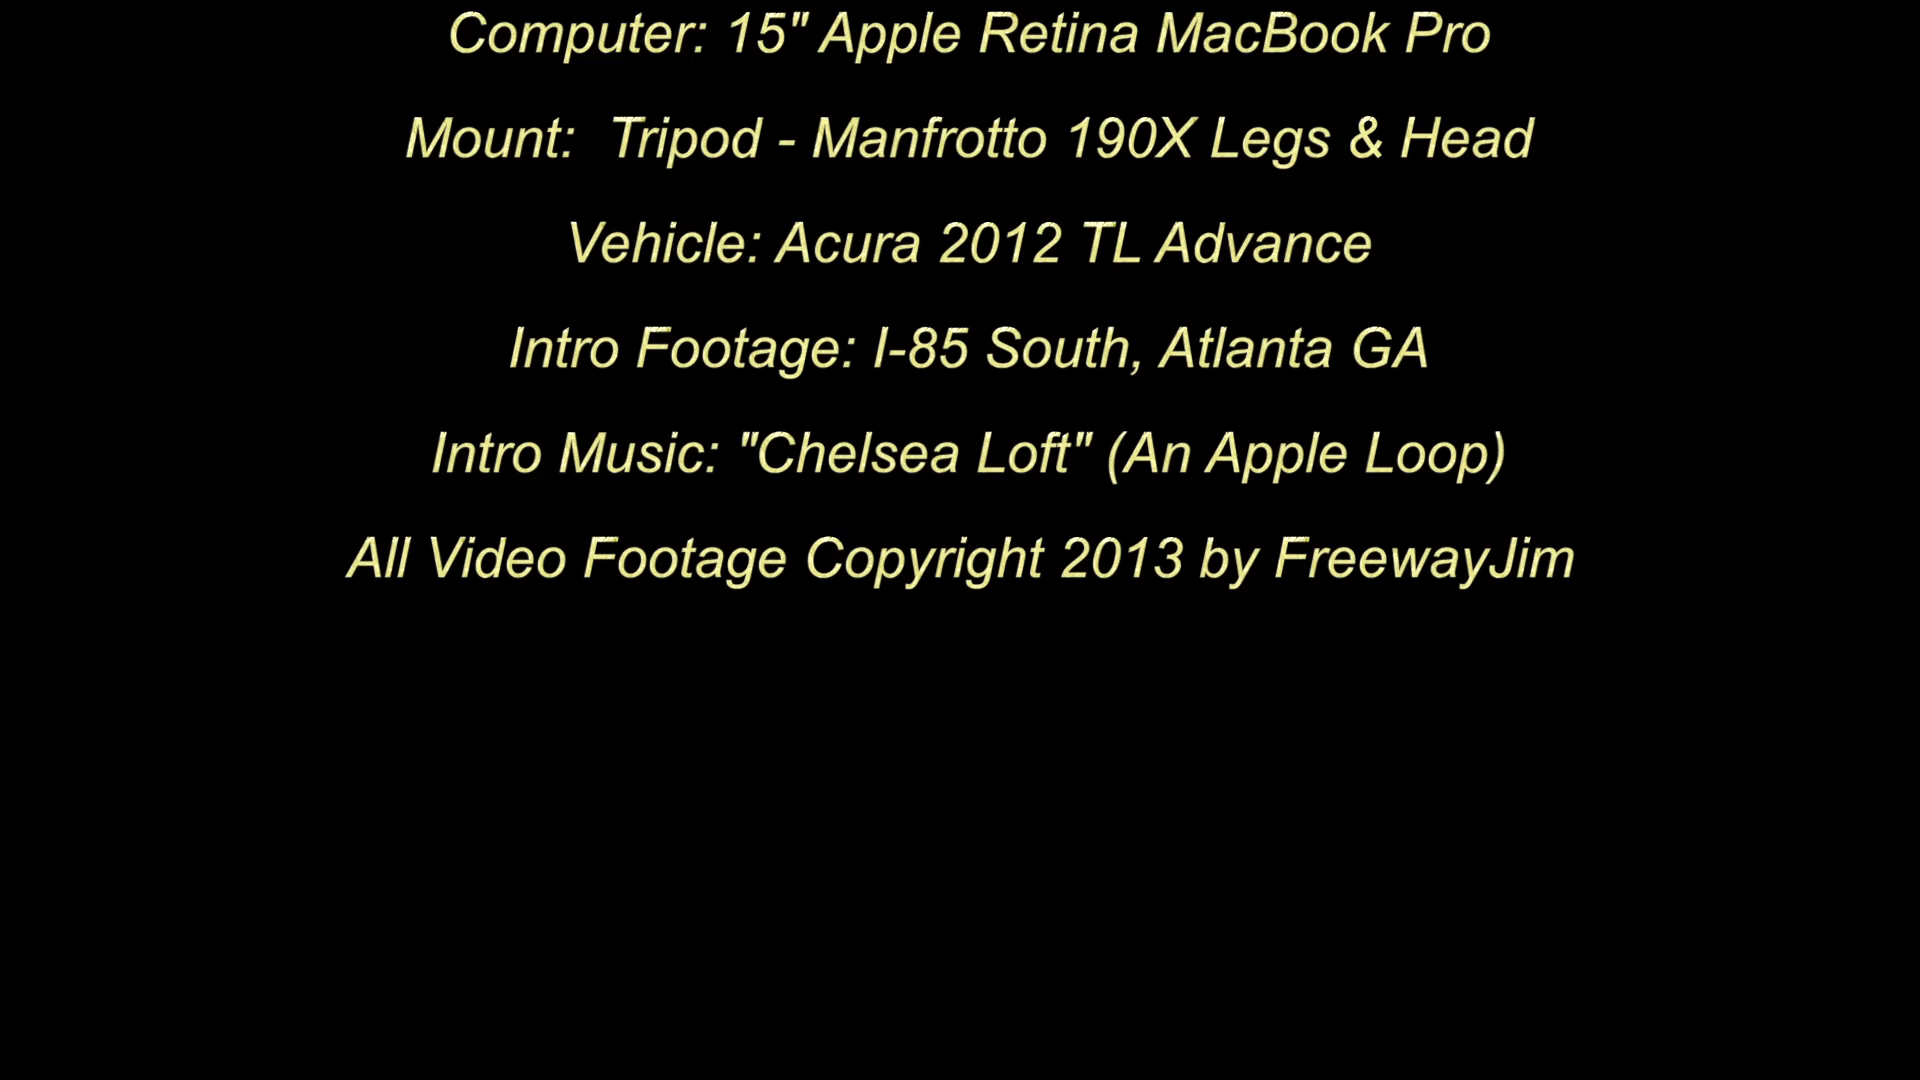 Computer: 15" Apple Retina MacBook Pro
Mount:  Tripod - Manfrotto 190X Legs & Head
Vehicle: Acura 2012 TL Advance
Intro Footage: I-85 South, Atlanta GA
Intro Music: "Chelsea Loft" (An Apple Loop)
All Video Footage Copyright 2013 by FreewayJim